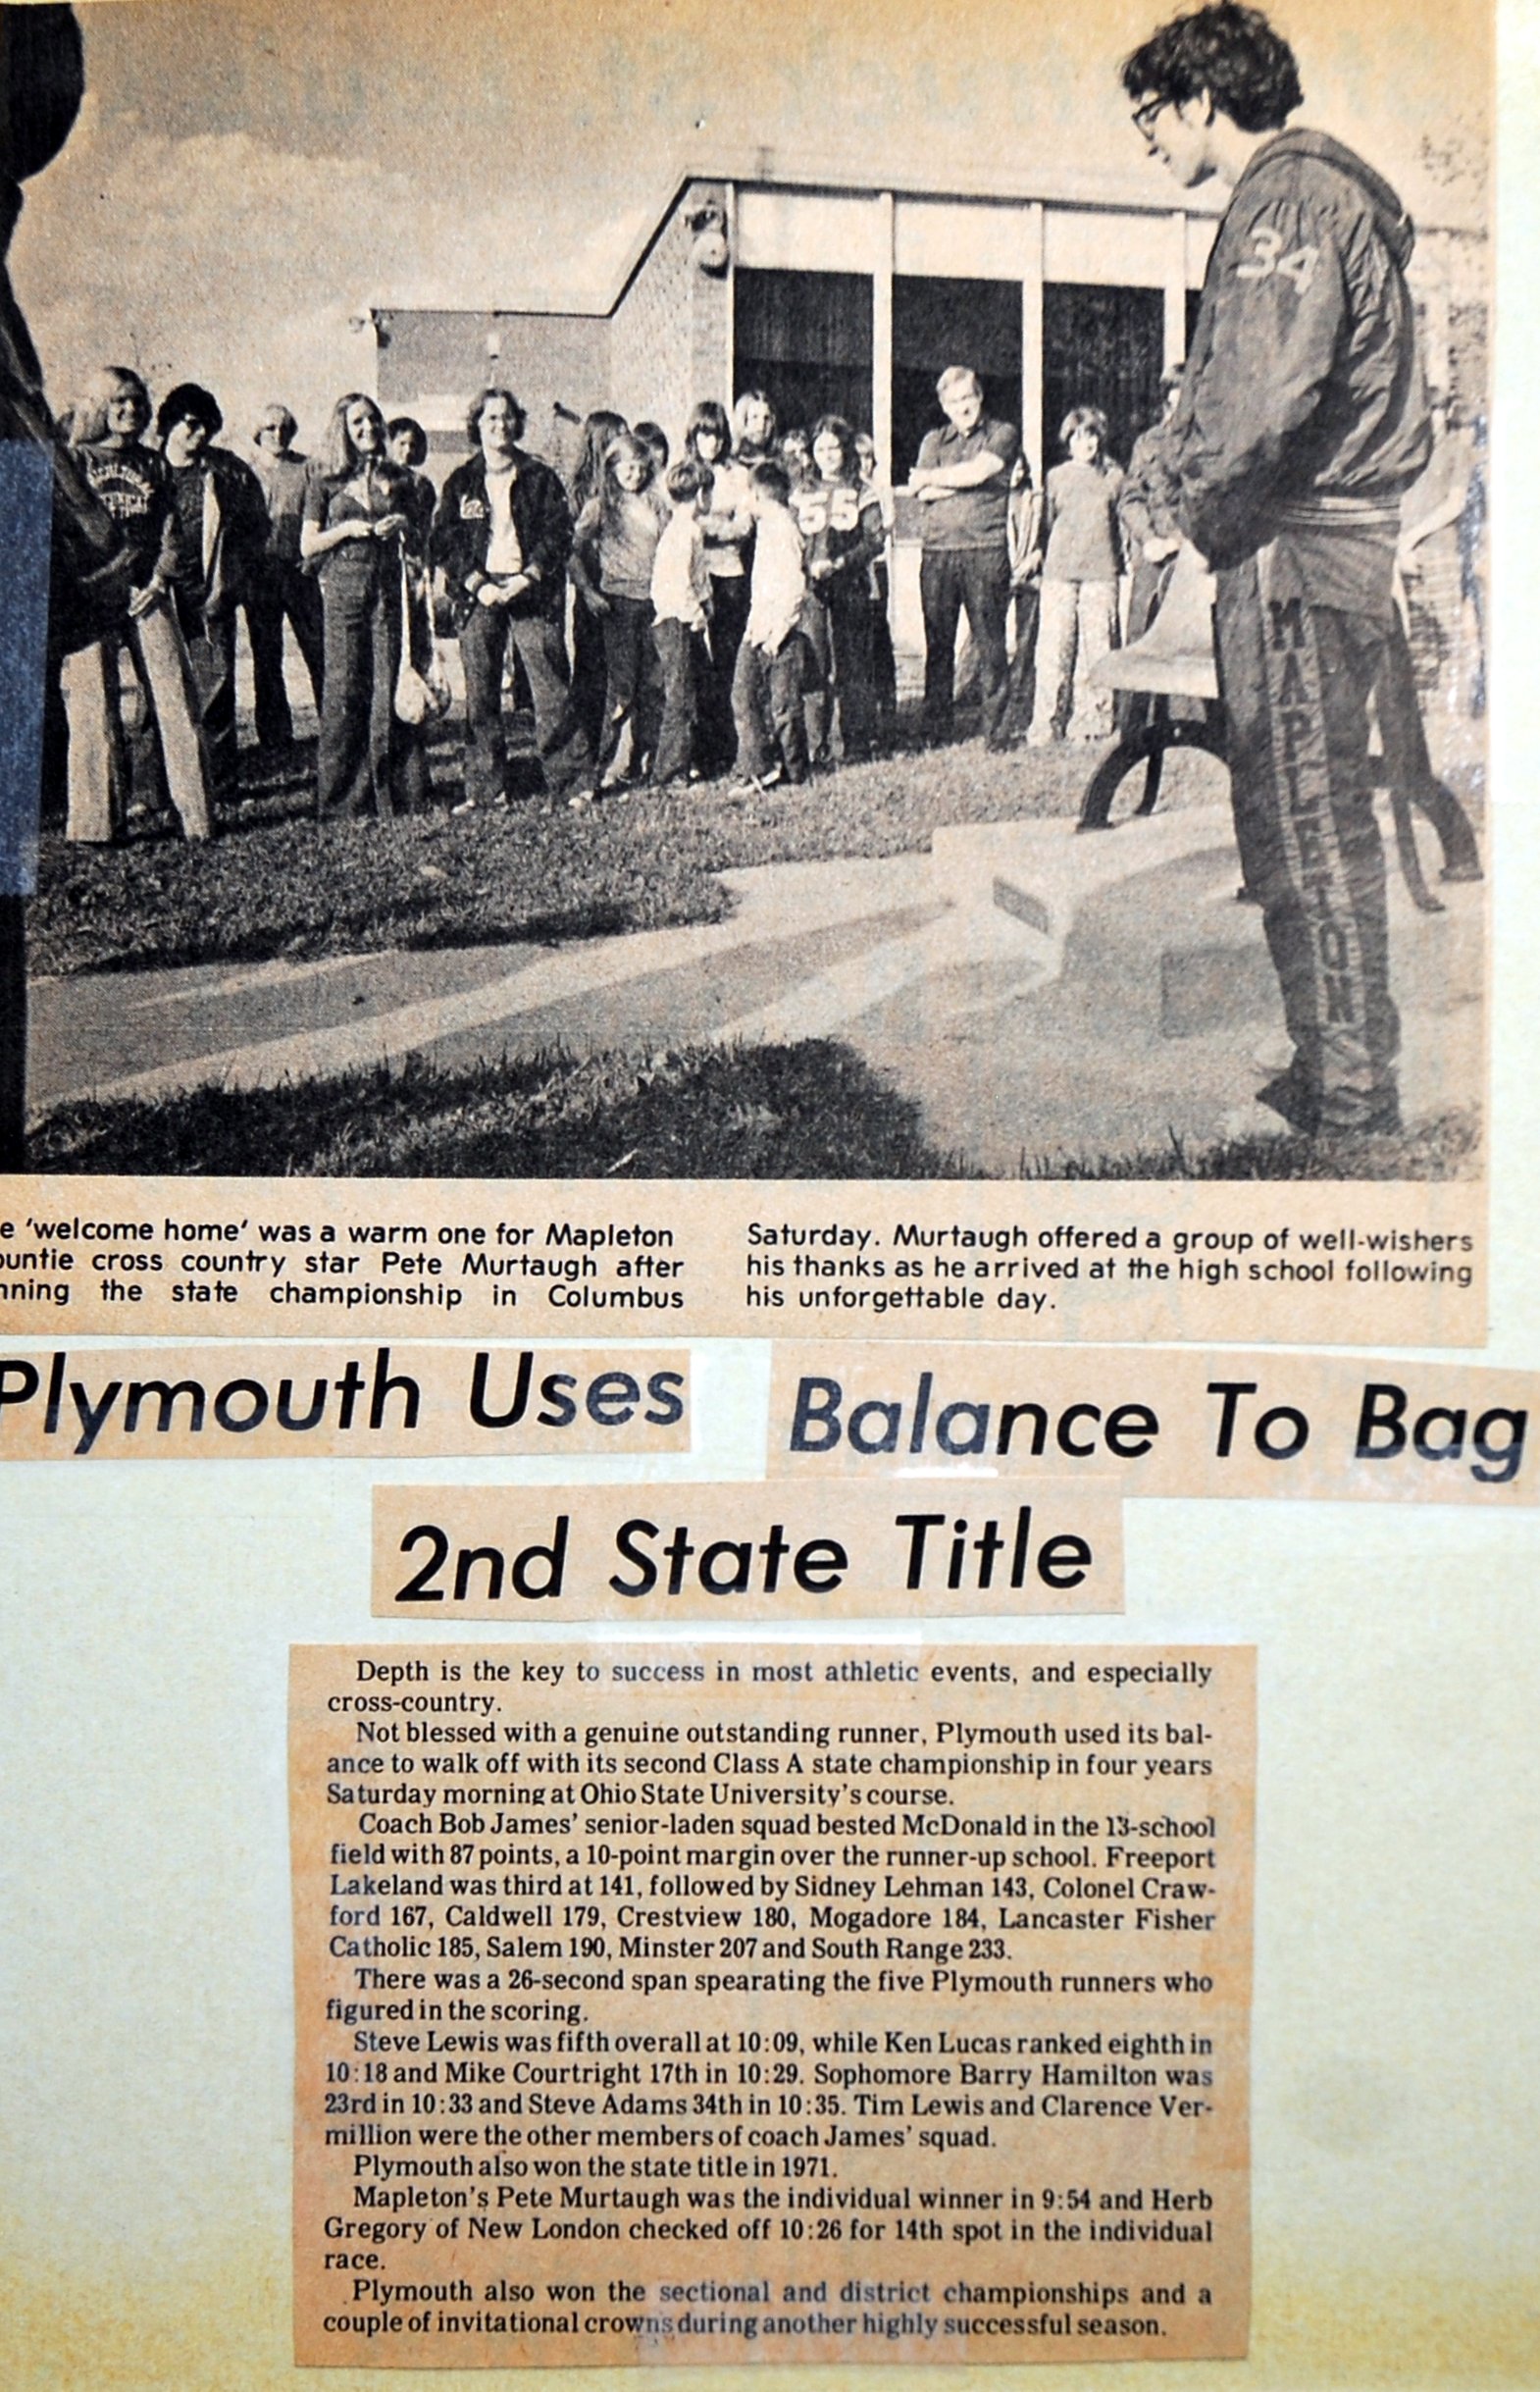 34
55
MAPLETON
'welcome home' was a warm one for Mapleton
cross country star Pete Murtaugh after
the state championship in Columbus
Saturday. Murtaugh offered a group of well-wishers
his thanks as he arrived at the high school following
his unforgettable day.
Plymouth Uses Balance To Bag
2nd State Title
Depth is the key to success in most athletic events, and especially
cross-country.
Not blessed with a genuine outstanding runner, Plymouth used its bal-
ance to walk off with its second Class A state championship in four years
Saturday morning at Ohio State University's course.
Coach Bob James' senior-laden squad bested McDonald in the 13-school
field with 87 points, a 10-point margin over the runner-up school. Freeport
Lakeland was third at 141, followed by Sidney Lehman 143, Colonel Craw-
ford 167, Caldwell 179, Crestview 180, Mogadore 184, Lancaster Fisher
Catholic 185, Salem 190, Minster 207 and South Range 233.
There was a 26-second span spearating the five Plymouth runners who
figured in the scoring.
Steve Lewis was fifth overall at 10:09, while Ken Lucas ranked eighth in
10:18 and Mike Courtright 17th in 10:29. Sophomore Barry Hamilton was
23rd in 10:33 and Steve Adams 34th in 10:35. Tim Lewis and Clarence Ver-
million were the other members of coach James' squad.
Plymouth also won the state title in 1971.
Mapleton's Pete Murtaugh was the individual winner in 9:54 and Herb
Gregory of New London checked off 10:26 for 14th spot in the individual
race.
Plymouth also won the sectional and district championships and a
couple of invitational crowns during another highly successful season.